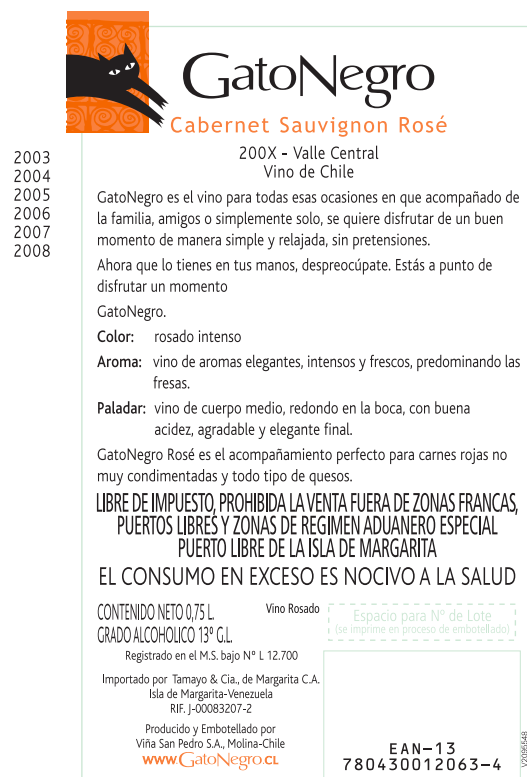 GatoNegro
Cabernet Sauvignon Rosé
200X - Valle Central
Vino de Chile
2003
2004
2005
2006
2007
2008
GatoNegro es el vino para todas esas ocasiones en que acompañado de
la familia, amigos o simplemente solo, se quiere disfrutar de un buen
momento de manera simple y relajada, sin pretensiones.
Ahora que lo tienes en tus manos, despreocúpate. Estás a punto de
disfrutar un momento
GatoNegro.
Color: rosado intenso
Aroma: vino de aromas elegantes, intensos y frescos, predominando las
fresas.
Paladar: vino de cuerpo medio, redondo en la boca, con buena
acidez, agradable y elegante final.
GatoNegro Rosé es el acompañamiento perfecto para carnes rojas no
muy condimentadas y todo tipo de quesos.
LIBRE DE IMPUESTO, PROHIBIDA LA VENTA FUERA DE ZONAS FRANCAS,
PUERTOS LIBRES Y ZONAS DE REGIMEN ADUANERO ESPECIAL
PUERTO LIBRE DE LA ISLA DE MARGARITA
EL CONSUMO EN EXCESO ES NOCIVO A LA SALUD
CONTENIDO NETO 0,75 L.
GRADO ALCOHOLICO 13º G.L.
Vino Rosado
Espacio para Nº de Lote
(se imprime en proceso de embotellado)
Registrado en el M.S. bajo Nº L 12.700
Importado por Tamayo & Cia., de Margarita C.A.
Isla de Margarita-Venezuela
RIF. J-00083207-2
Producido y Embotellado por
Viña San Pedro S.A., Molina-Chile
www.GatoNegro.CL
EAN-13
780430012063-4
V2095548